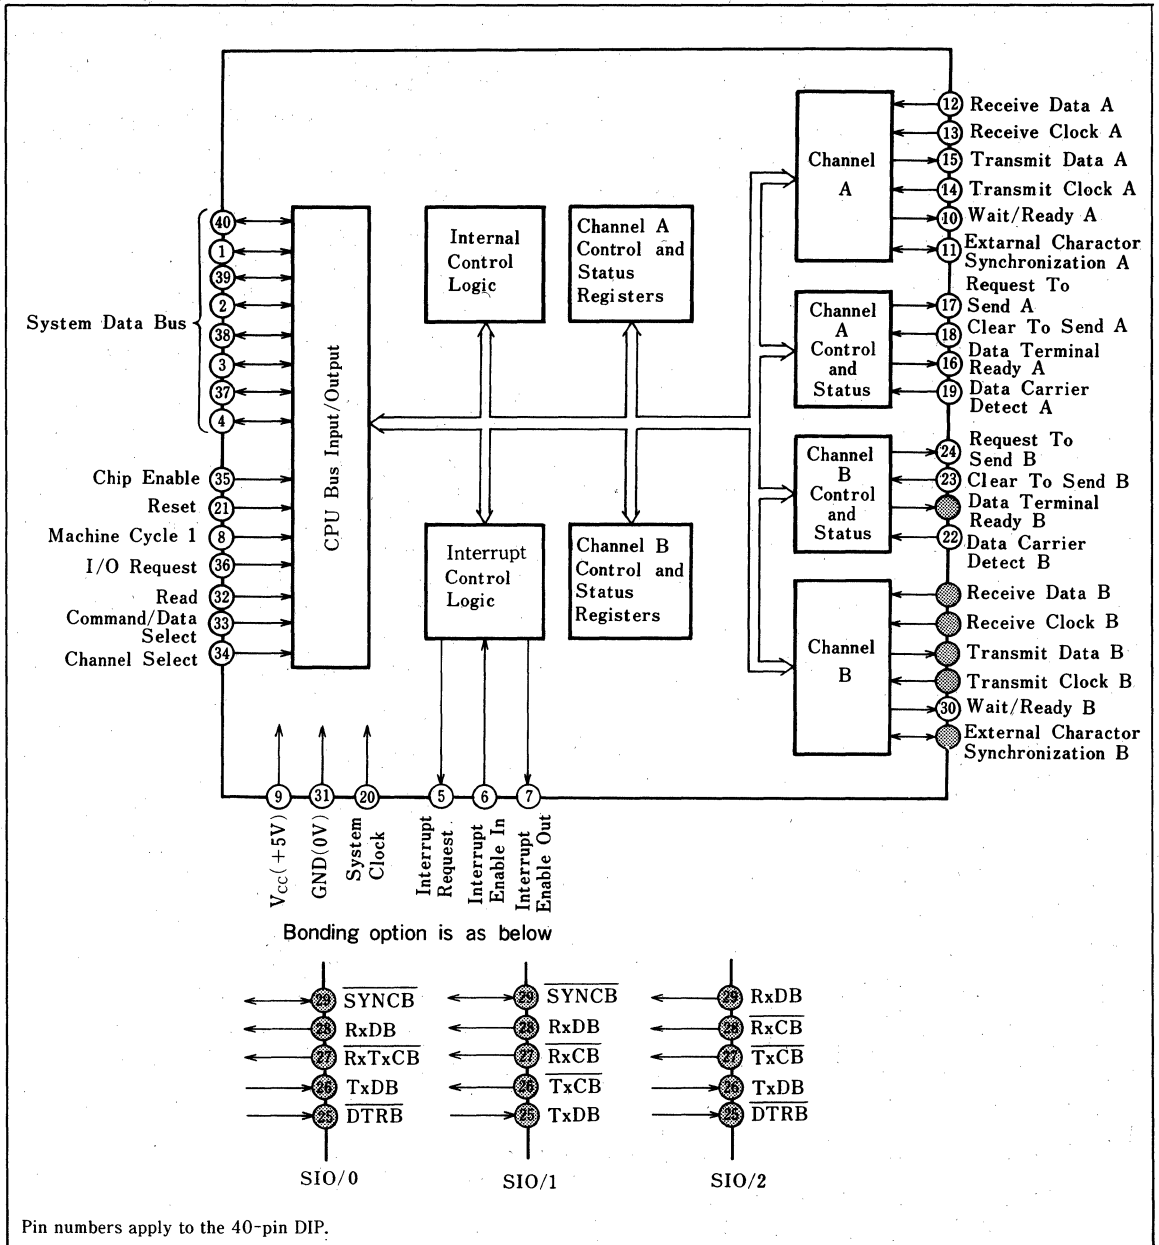 System Data Bus
40
1
39
2
38
3
37
4
Chip Enable
35
Reset
21
Machine Cycle 1
8
I/O Request
36
Read
32
Command/Data
Select
33
Channel Select
34
CPU Bus Input/Output
Internal
Control
Logic
Channel A
Control and
Status
Registers
Interrupt
Control
Logic
Channel B
Control and
Status
Registers
Channel
A
Channel
A
Control
and
Status
Channel
B
Control
and
Status
Channel
B
12 Receive Data A
13 Receive Clock A
15 Transmit Data A
14 Transmit Clock A
10 Wait/Ready A
11 Extarnal Charactor
Synchronization A
Request To
17 Send A
18 Clear To Send A
Data Terminal
16 Ready A
19 Data Carrier
Detect A
24 Request To
Send B
23 Clear To Send B
Data Terminal
Ready B
22 Data Carrier
Detect B
Receive Data B
Receive Clock B
Transmit Data B
Transmit Clock B
30 Wait/Ready B
External Charactor
Synchronization B
9
31
20
5
6
7
VCC(+5V)
GND(0V)
System
Clock
Interrupt
Request
Interrupt
Enable In
Interrupt
Enable Out
Bonding option is as below
29 SYNCB
28 RxDB
27 RxTxCB
26 TxDB
25 DTRB
SIO/0
29 SYNCB
28 RxDB
27 RxCB
26 TxCB
25 TxDB
SIO/1
29 RxDB
28 RxCB
27 TxCB
26 TxDB
25 DTRB
SIO/2
Pin numbers apply to the 40-pin DIP.